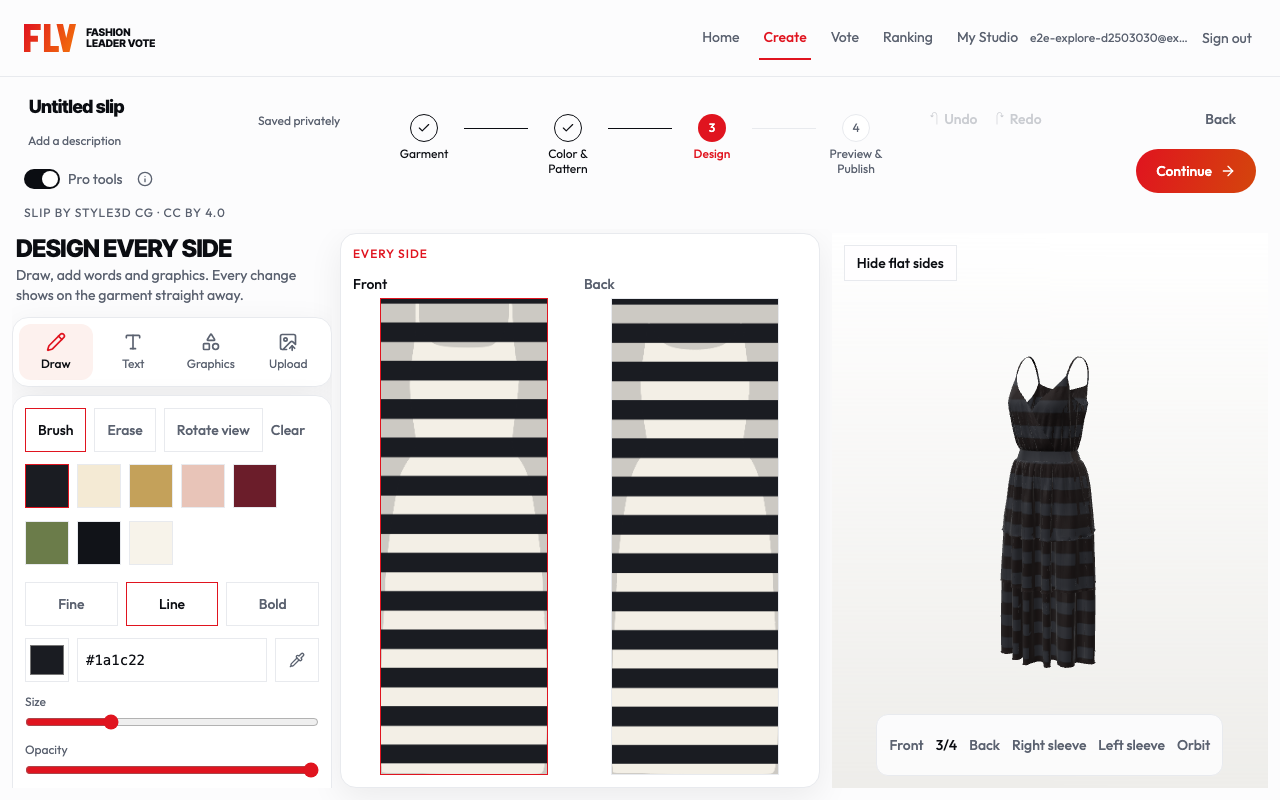 FLV FASHION
LEADER VOTE
Home Create Vote Ranking My Studio e2e-explore-d2503030@ex... Sign out
Untitled slip
Add a description
Saved privately
Garment
Color &
Pattern
3
Design
4
Preview &
Publish
Undo Redo
Back
Continue
Pro tools
SLIP BY STYLE3D CG · CC BY 4.0
DESIGN EVERY SIDE
Draw, add words and graphics. Every change
shows on the garment straight away.
Draw Text Graphics Upload
Brush Erase Rotate view Clear
Fine Line Bold
#1a1c22
Size
Opacity
EVERY SIDE
Front Back
Hide flat sides
Front 3/4 Back Right sleeve Left sleeve Orbit